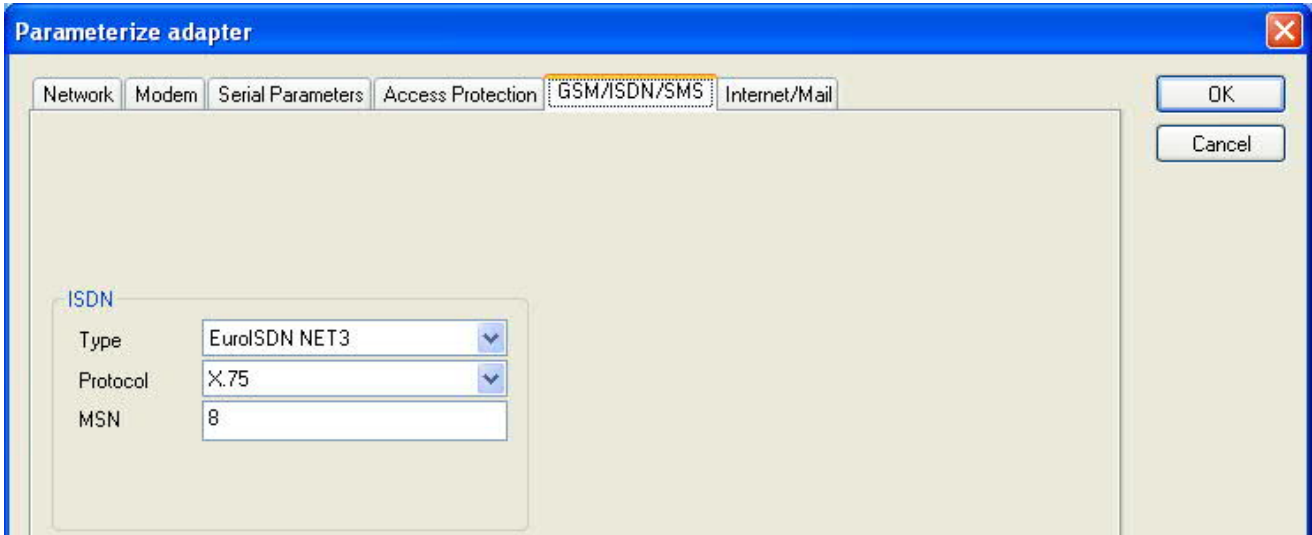 Parameterize adapter
Network Modem Serial Parameters Access Protection GSM/ISDN/SMS Internet/Mail
OK
Cancel
ISDN
Type EuroISDN NET3
Protocol X.75
MSN 8